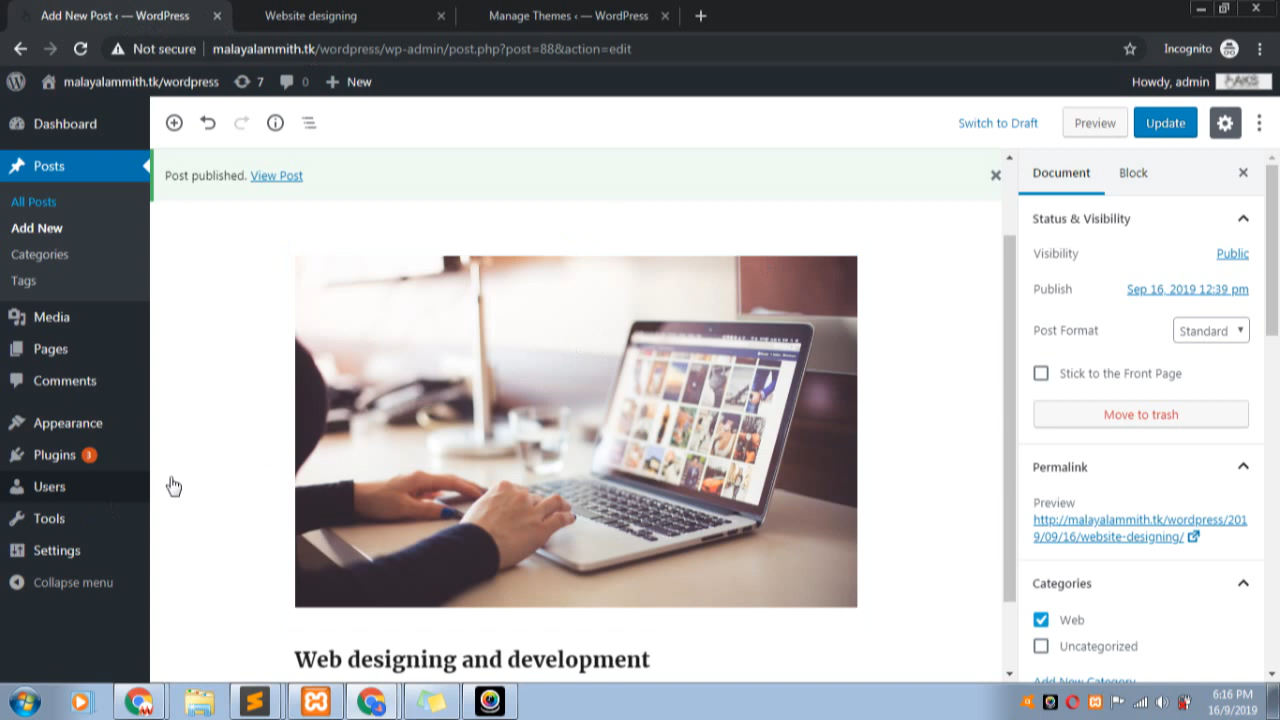 Add New Post ‹ — WordPress
Website designing
Manage Themes ‹ — WordPress
Not secure
malayalammith.tk/wordpress/wp-admin/post.php?post=88&action=edit
Incognito
malayalammith.tk/wordpress
7
0
New
Howdy, admin
Dashboard
Posts
All Posts
Add New
Categories
Tags
Media
Pages
Comments
Appearance
Plugins 3
Users
Tools
Settings
Collapse menu
Switch to Draft
Preview
Update
Post published. View Post
Web designing and development
Document
Block
Status & Visibility
Visibility
Public
Publish
Sep 16, 2019 12:39 pm
Post Format
Standard
Stick to the Front Page
Move to trash
Permalink
Preview
http://malayalammith.tk/wordpress/201
9/09/16/website-designing/
Categories
Web
Uncategorized
Add New Category
6:16 PM
16/9/2019